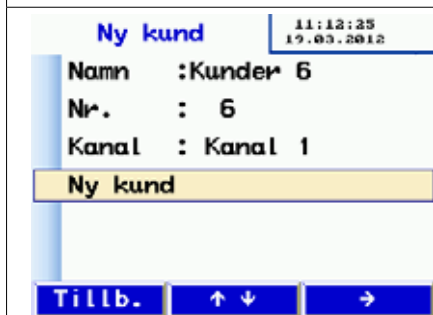 Ny kund
11:12:25
19.03.2012
Namn :Kunder 6
Nr. : 6
Kanal : Kanal 1
Ny kund
Tillb. ↑ ↓ →